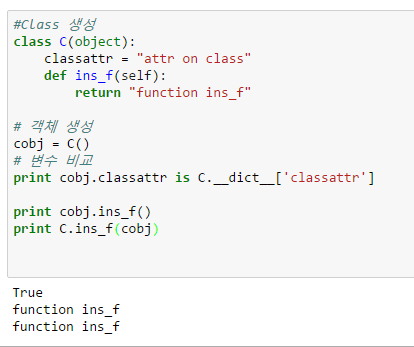 #Class 생성
class C(object):
    classattr = "attr on class"
    def ins_f(self):
        return "function ins_f"

# 객체 생성
cobj = C()
# 변수 비교
print cobj.classattr is C.__dict__['classattr']

print cobj.ins_f()
print C.ins_f(cobj)

True
function ins_f
function ins_f